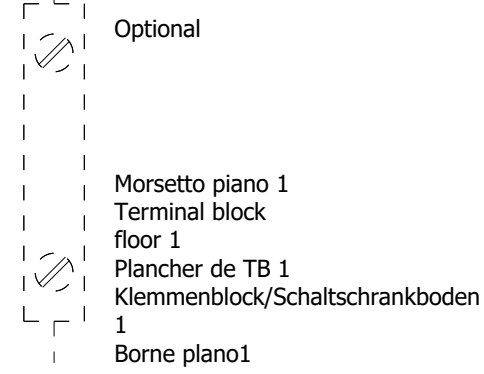 Optional
Morsetto piano 1
Terminal block
floor 1
Plancher de TB 1
Klemmenblock/Schaltschrankboden
1
Borne plano1